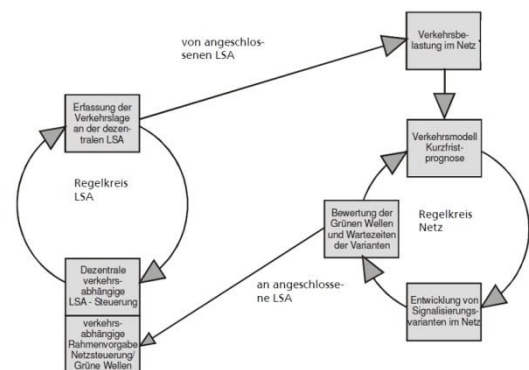 von angeschlos-
senen LSA
Verkehrsbe-
lastung im Netz
Erfassung der
Verkehrslage
an der dezen-
tralen LSA
Verkehrsmodell
Kurzfrist-
prognose
Regelkreis
LSA
Bewertung der
Grünen Wellen
und Wartezeiten
der Varianten
Regelkreis
Netz
Dezentrale
verkehrs-
abhängige
LSA - Steuerung
an angeschlosse-
ne LSA
Entwicklung von
Signalisierungs-
varianten im Netz
verkehrs-
abhängige
Rahmenvorgabe
Netzsteuerung/
Grüne Wellen